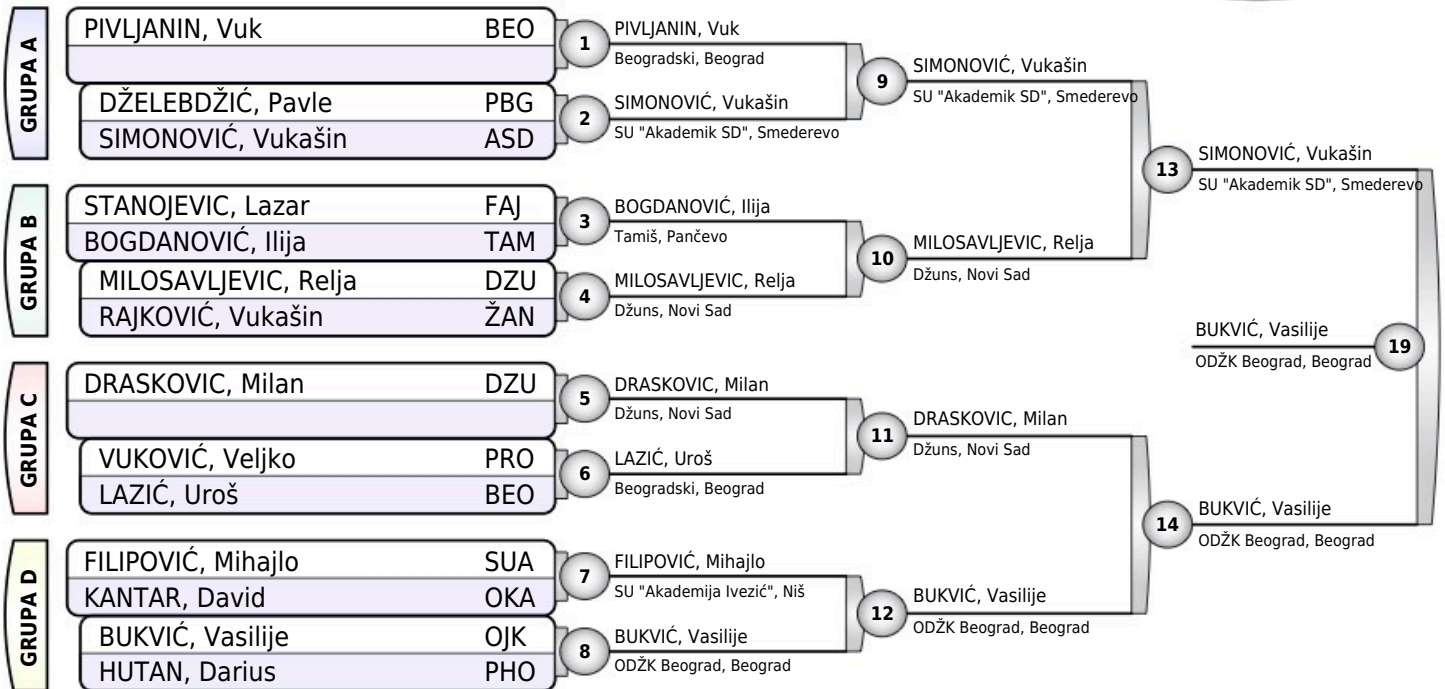 GRUPA A
PIVLJANIN, Vuk BEO
DŽELEBDŽIĆ, Pavle PBG
SIMONOVIĆ, Vukašin ASD
GRUPA B
STANOJEVIC, Lazar FAJ
BOGDANOVIĆ, Ilija TAM
MILOSAVLJEVIC, Relja DZU
RAJKOVIĆ, Vukašin ŽAN
GRUPA C
DRASKOVIC, Milan DZU
VUKOVIĆ, Veljko PRO
LAZIĆ, Uroš BEO
GRUPA D
FILIPOVIĆ, Mihajlo SUA
KANTAR, David OKA
BUKVIĆ, Vasilije OJK
HUTAN, Darius PHO
1
PIVLJANIN, Vuk
Beogradski, Beograd
2
SIMONOVIĆ, Vukašin
SU "Akademik SD", Smederevo
3
BOGDANOVIĆ, Ilija
Tamiš, Pančevo
4
MILOSAVLJEVIC, Relja
Džuns, Novi Sad
5
DRASKOVIC, Milan
Džuns, Novi Sad
6
LAZIĆ, Uroš
Beogradski, Beograd
7
FILIPOVIĆ, Mihajlo
SU "Akademija Ivezić", Niš
8
BUKVIĆ, Vasilije
ODŽK Beograd, Beograd
9
SIMONOVIĆ, Vukašin
SU "Akademik SD", Smederevo
10
MILOSAVLJEVIC, Relja
Džuns, Novi Sad
11
DRASKOVIC, Milan
Džuns, Novi Sad
12
BUKVIĆ, Vasilije
ODŽK Beograd, Beograd
13
SIMONOVIĆ, Vukašin
SU "Akademik SD", Smederevo
14
BUKVIĆ, Vasilije
ODŽK Beograd, Beograd
BUKVIĆ, Vasilije
ODŽK Beograd, Beograd
19